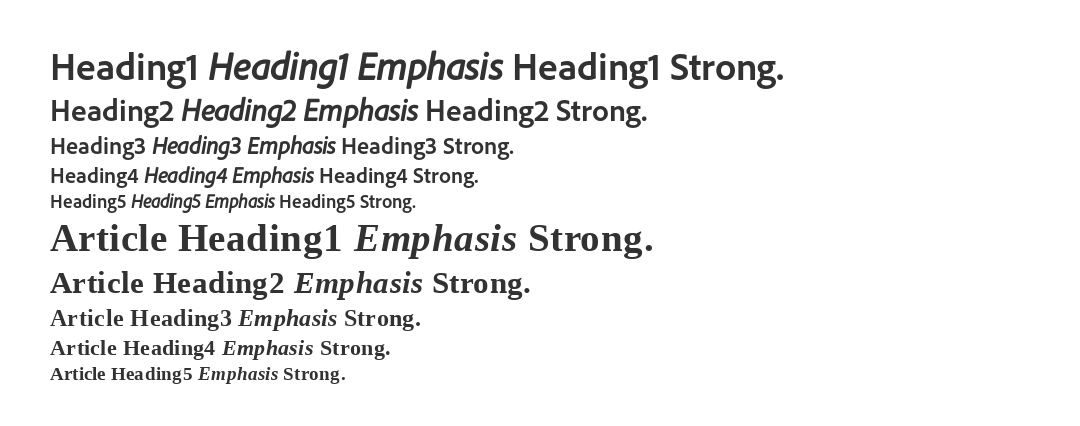 Heading1 Heading1 Emphasis Heading1 Strong.
Heading2 Heading2 Emphasis Heading2 Strong.
Heading3 Heading3 Emphasis Heading3 Strong.
Heading4 Heading4 Emphasis Heading4 Strong.
Heading5 Heading5 Emphasis Heading5 Strong.
Article Heading1 Emphasis Strong.
Article Heading2 Emphasis Strong.
Article Heading3 Emphasis Strong.
Article Heading4 Emphasis Strong.
Article Heading5 Emphasis Strong.